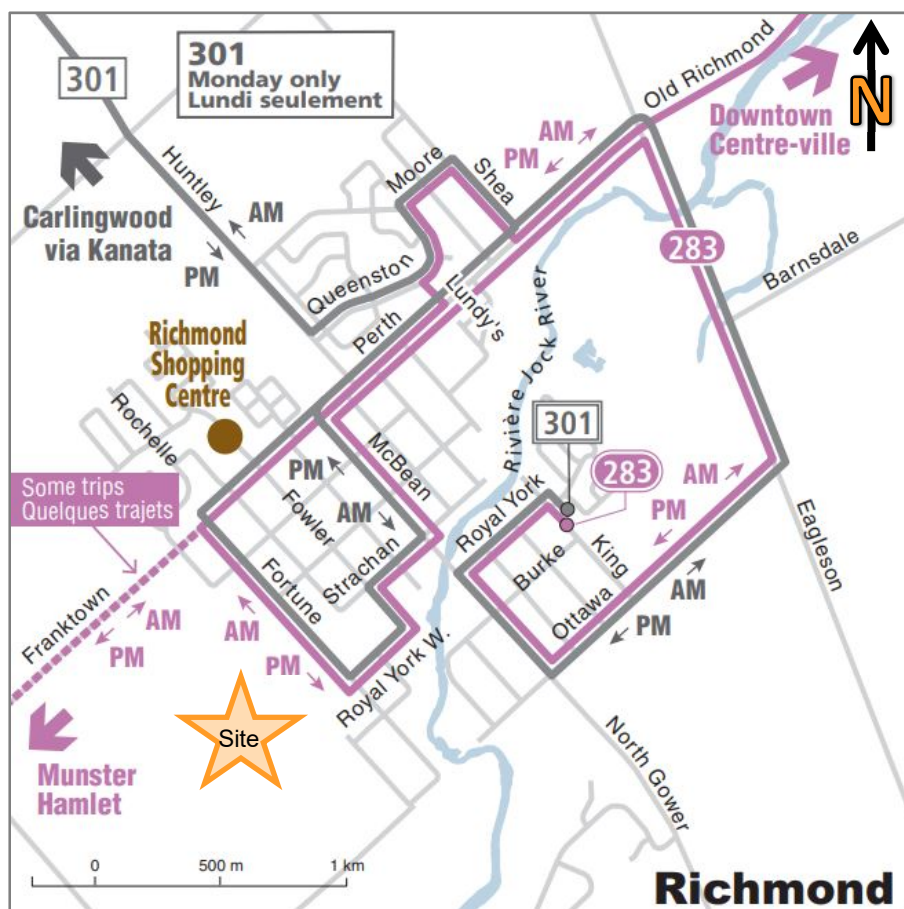 301
301
Monday only
Lundi seulement
Old Richmond
N
Downtown
Centre-ville
AM
PM
Moore
Shea
Huntley
AM
Carlingwood
via Kanata
PM
283
Barnsdale
Queenston
Lundy's
Perth
Rivière Jock River
Richmond
Shopping
Centre
Rochelle
McBean
301
283
PM
AM
Fowler
Strachan
Some trips
Quelques trajets
Royal York
AM
PM
Burke
King
Ottawa
Eagleson
Fortune
AM
PM
Franktown
AM
PM
AM
PM
Royal York W.
Site
North Gower
Munster
Hamlet
0 500 m 1 km
Richmond